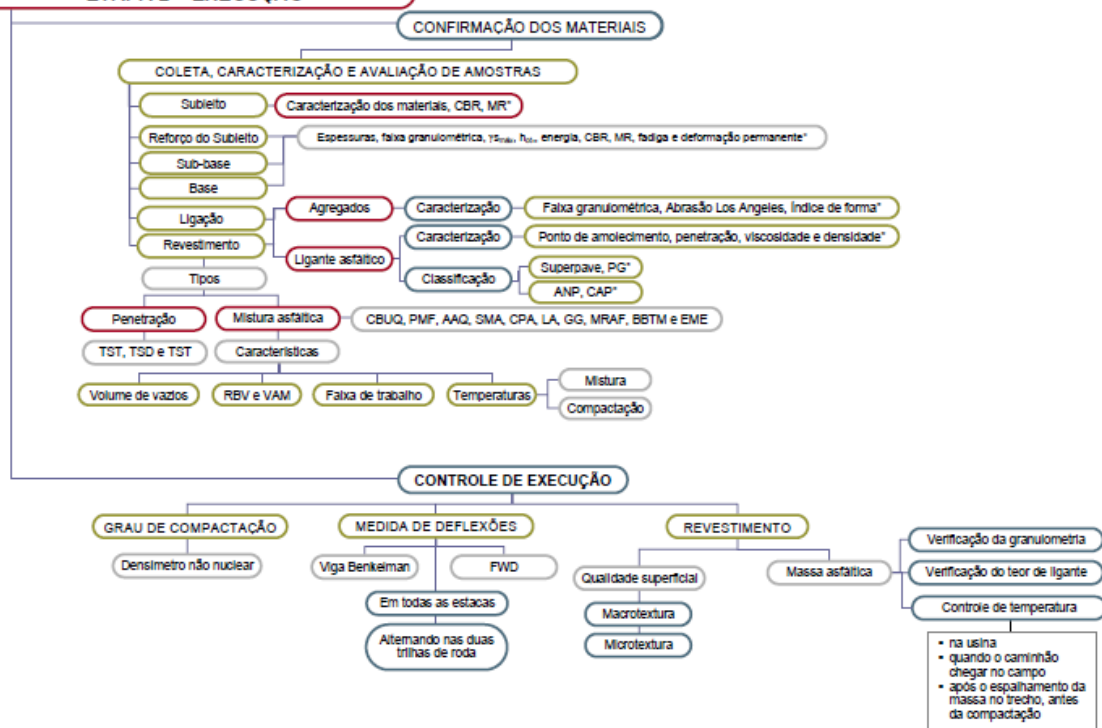 CONFIRMAÇÃO DOS MATERIAIS
COLETA, CARACTERIZAÇÃO E AVALIAÇÃO DE AMOSTRAS
Subleito
Caracterização dos materiais, CBR, MR"
Reforço do Subleito
Espessuras, faixa granulométrica, γsmáx, hót., energia, CBR, MR, fadiga e deformação permanente"
Sub-base
Base
Ligação
Agregados
Caracterização
Faixa granulométrica, Abrasão Los Angeles, índice de forma"
Revestimento
Ligante asfáltico
Caracterização
Ponto de amolecimento, penetração, viscosidade e densidade"
Classificação
Superpave, PG"
ANP, CAP"
Tipos
Penetração
Mistura asfáltica
CBUQ, PMF, AAQ, SMA, CPA, LA, GG, MRAF, BBTM e EME
TST, TSD e TST
Características
Volume de vazios
RBV e VAM
Faixa de trabalho
Temperaturas
Mistura
Compactação
CONTROLE DE EXECUÇÃO
GRAU DE COMPACTAÇÃO
MEDIDA DE DEFLEXÕES
REVESTIMENTO
Densímetro não nuclear
Viga Benkelman
FWD
Em todas as estacas
Alternando nas duas
trilhas de roda
Qualidade superficial
Macrotextura
Microtextura
Massa asfáltica
Verificação da granulometria
Verificação do teor de ligante
Controle de temperatura
▪ na usina
▪ quando o caminhão
chegar no campo
▪ após o espalhamento da
massa no trecho, antes
da compactação